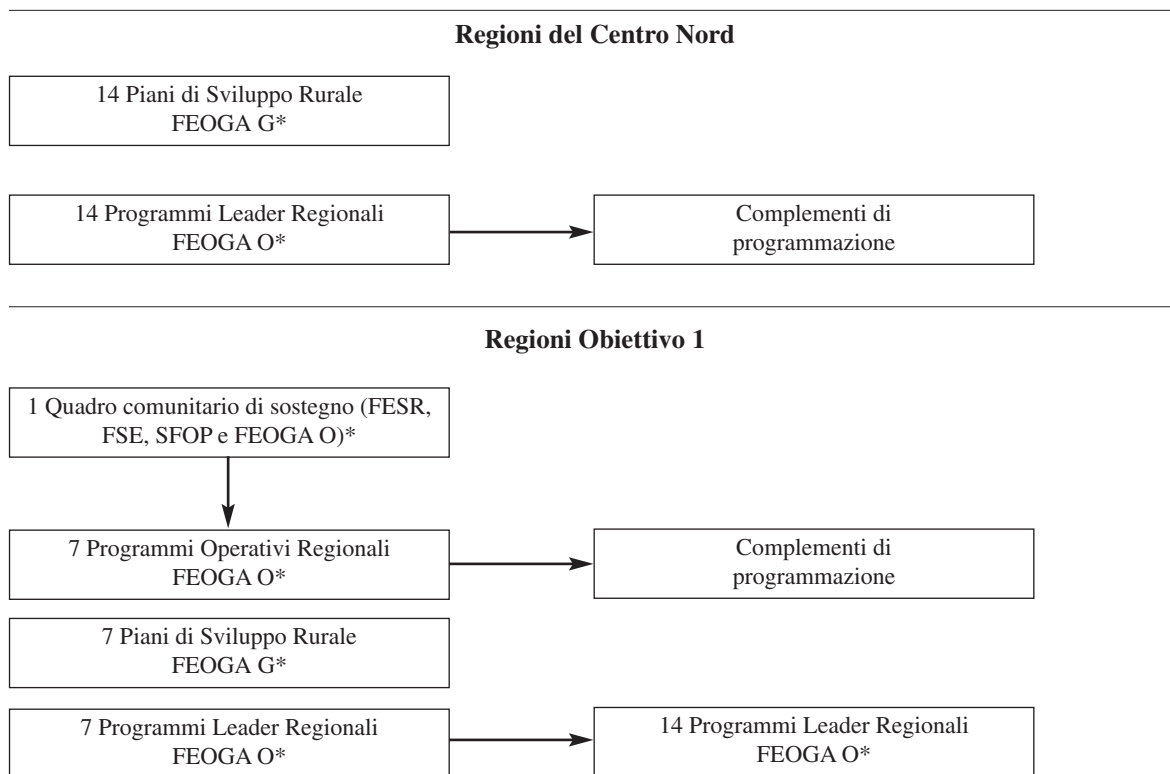 Regioni del Centro Nord
14 Piani di Sviluppo Rurale
FEOGA G*
14 Programmi Leader Regionali
FEOGA O*
Complementi di
programmazione
Regioni Obiettivo 1
1 Quadro comunitario di sostegno (FESR,
FSE, SFOP e FEOGA O)*
7 Programmi Operativi Regionali
FEOGA O*
Complementi di
programmazione
7 Piani di Sviluppo Rurale
FEOGA G*
7 Programmi Leader Regionali
FEOGA O*
14 Programmi Leader Regionali
FEOGA O*